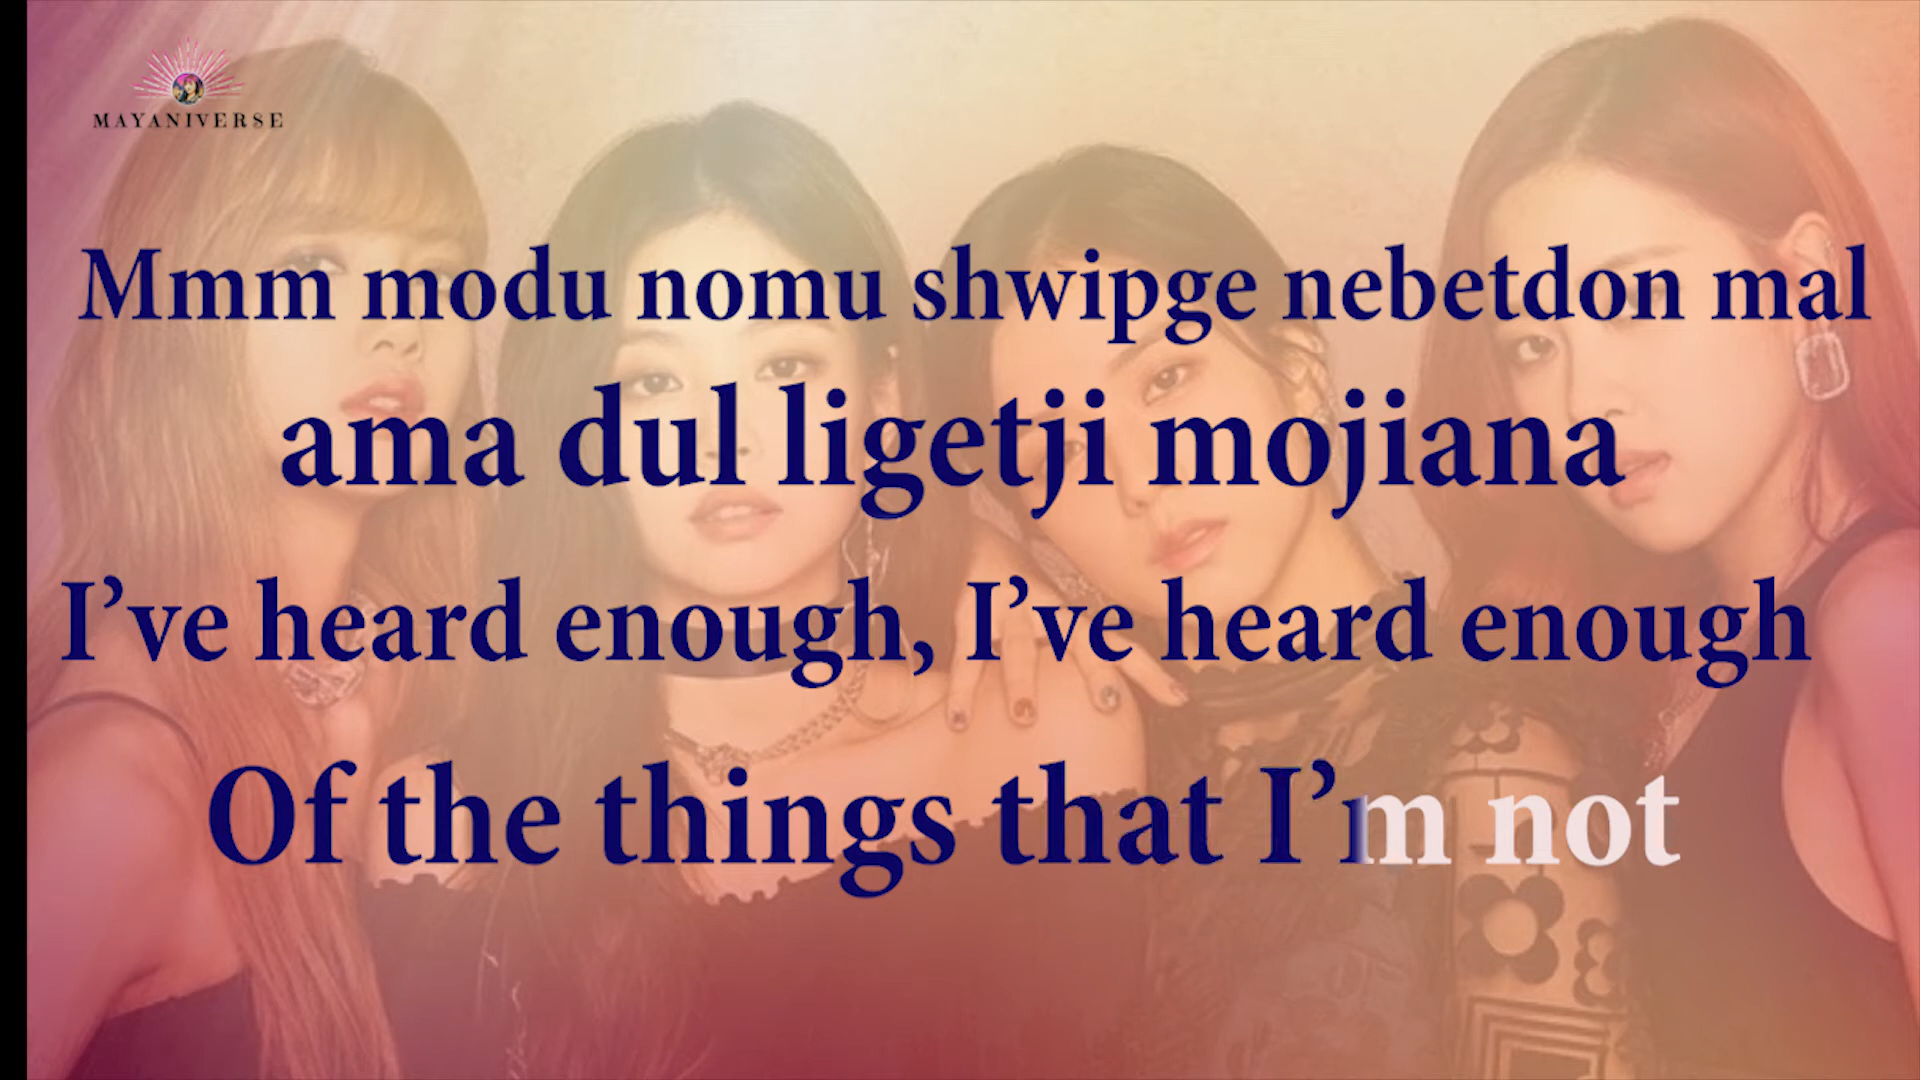 MAYANIVERSE
Mmm modu nomu shwipge nebetdon mal
ama dul ligetji mojiana
I’ve heard enough, I’ve heard enough
Of the things that I’m not